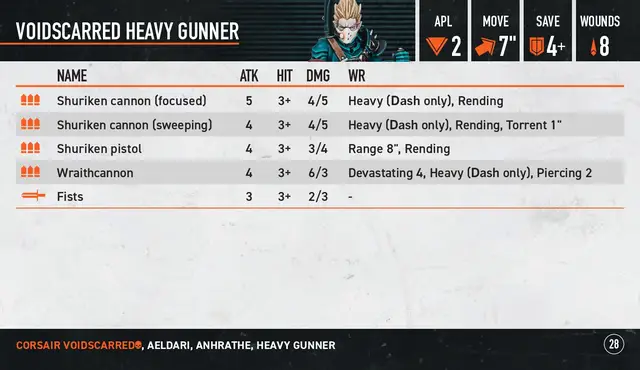 VOIDSCARRED HEAVY GUNNER
APL MOVE SAVE WOUNDS
2 7" 4+ 8
NAME ATK HIT DMG WR
Shuriken cannon (focused) 5 3+ 4/5 Heavy (Dash only), Rending
Shuriken cannon (sweeping) 4 3+ 4/5 Heavy (Dash only), Rending, Torrent 1"
Shuriken pistol 4 3+ 3/4 Range 8", Rending
Wraithcannon 4 3+ 6/3 Devastating 4, Heavy (Dash only), Piercing 2
Fists 3 3+ 2/3 -
CORSAIR VOIDSCARRED, AELDARI, ANHRATHE, HEAVY GUNNER 28